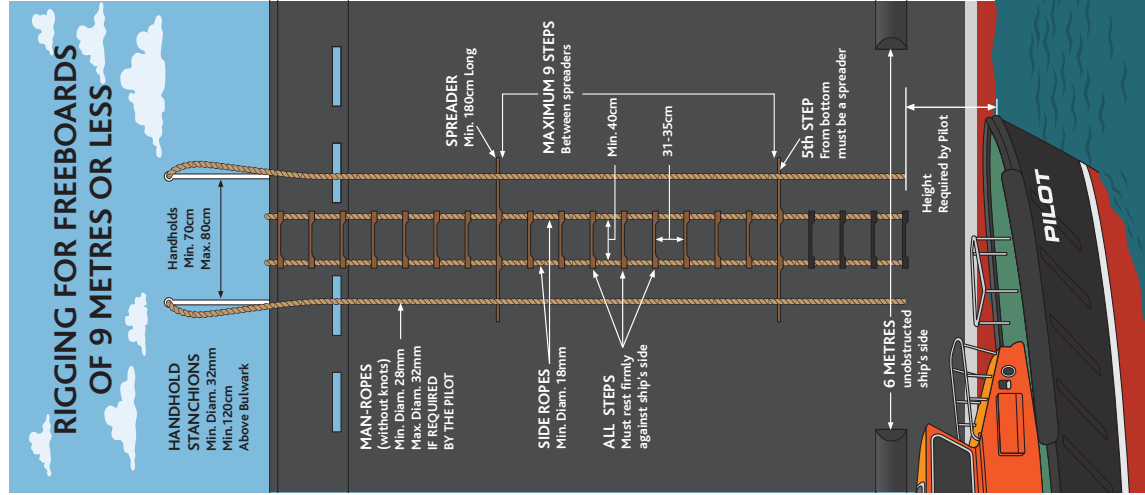 RIGGING FOR FREEBOARDS
OF 9 METRES OR LESS
HANDHOLD
STANCHIONS
Min. Diam. 32mm
Min.120cm
Above Bulwark
Handholds
Min. 70cm
Max. 80cm
MAN-ROPES
(without knots)
Min. Diam. 28mm
Max. Diam. 32mm
IF REQUIRED
BY THE PILOT
SPREADER
Min. 180cm Long
MAXIMUM 9 STEPS
Between spreaders
SIDE ROPES
Min. Diam. 18mm
Min. 40cm
ALL STEPS
Must rest firmly
against ship's side
31-35cm
5th STEP
From bottom
must be a spreader
6 METRES
unobstructed
ship's side
Height
Required by Pilot
PILOT